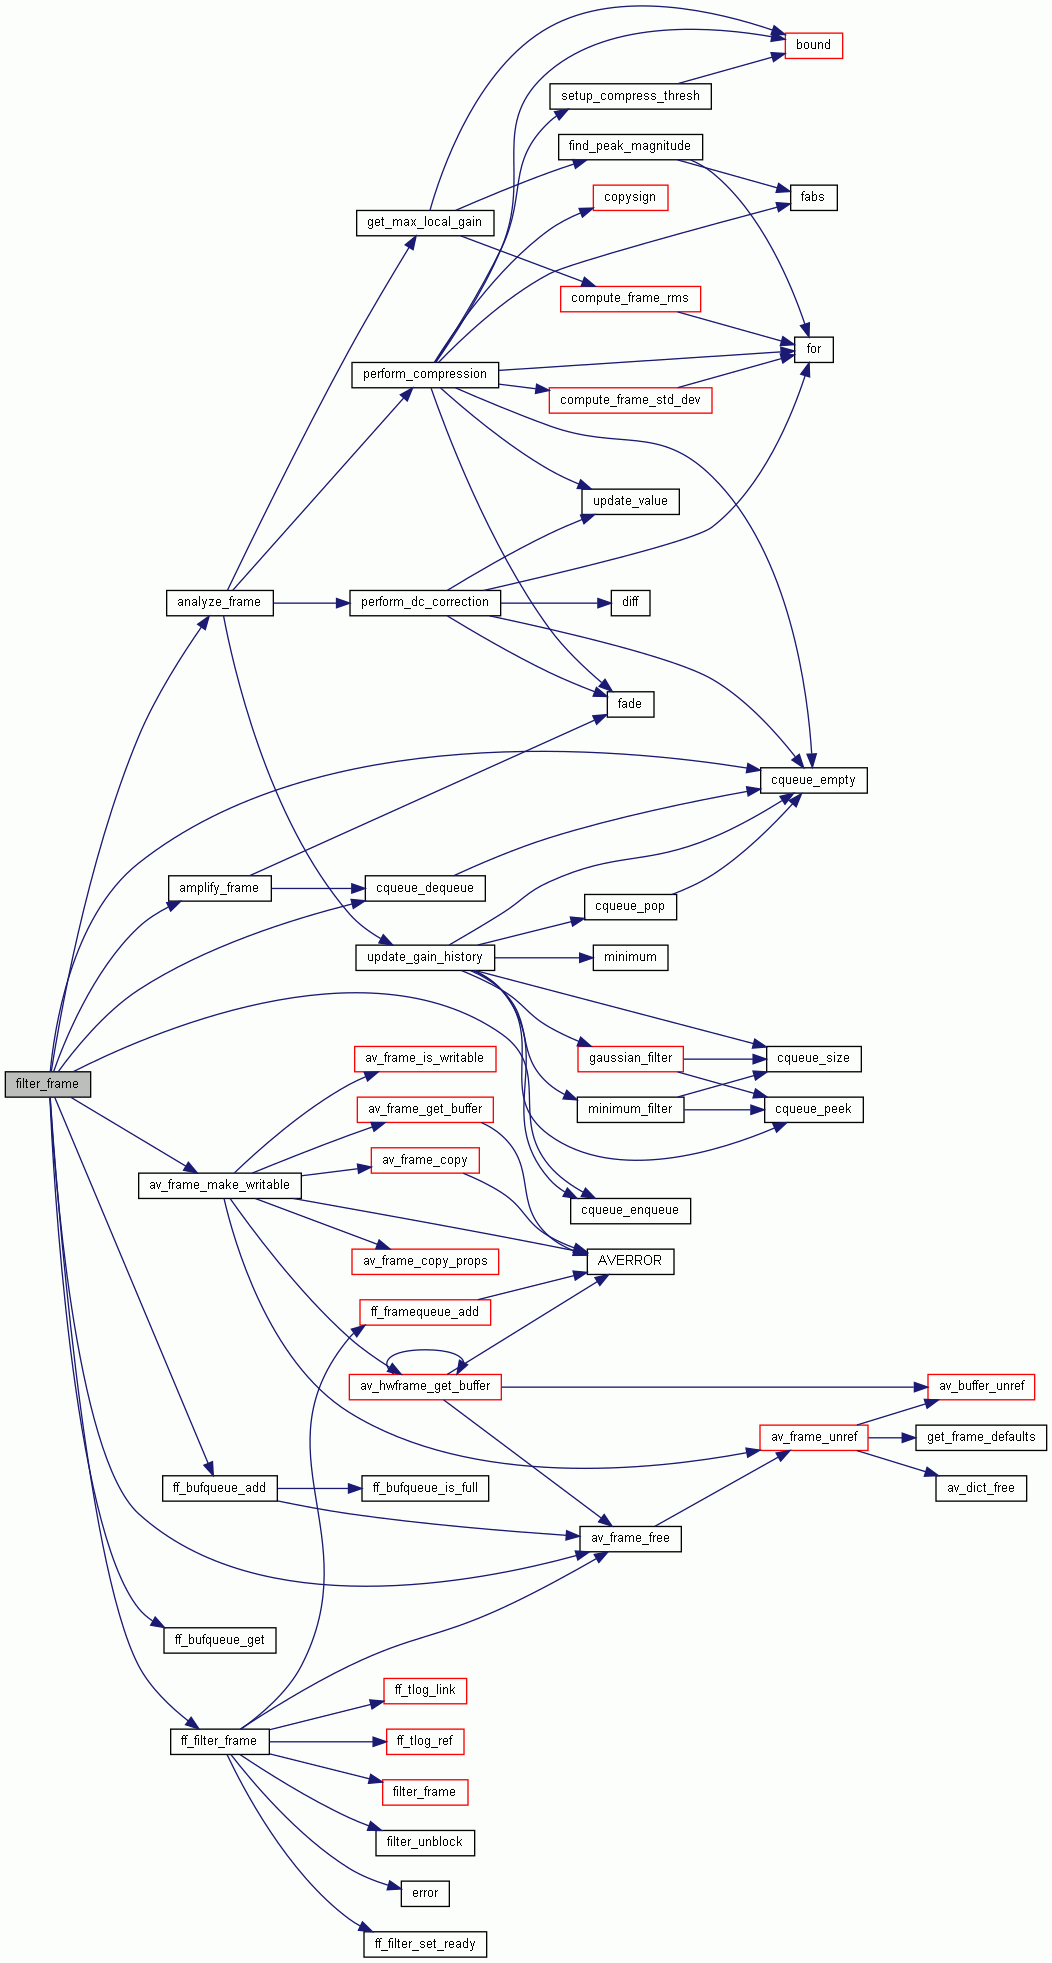 bound
setup_compress_thresh
find_peak_magnitude
copysign
fabs
get_max_local_gain
compute_frame_rms
for
perform_compression
compute_frame_std_dev
update_value
analyze_frame
perform_dc_correction
diff
fade
cqueue_empty
amplify_frame
cqueue_dequeue
cqueue_pop
update_gain_history
minimum
av_frame_is_writable
gaussian_filter
cqueue_size
filter_frame
av_frame_get_buffer
minimum_filter
cqueue_peek
av_frame_copy
av_frame_make_writable
cqueue_enqueue
av_frame_copy_props
AVERROR
ff_framequeue_add
av_hwframe_get_buffer
av_buffer_unref
av_frame_unref
get_frame_defaults
ff_bufqueue_add
ff_bufqueue_is_full
av_dict_free
av_frame_free
ff_bufqueue_get
ff_tlog_link
ff_filter_frame
ff_tlog_ref
filter_frame
filter_unblock
error
ff_filter_set_ready